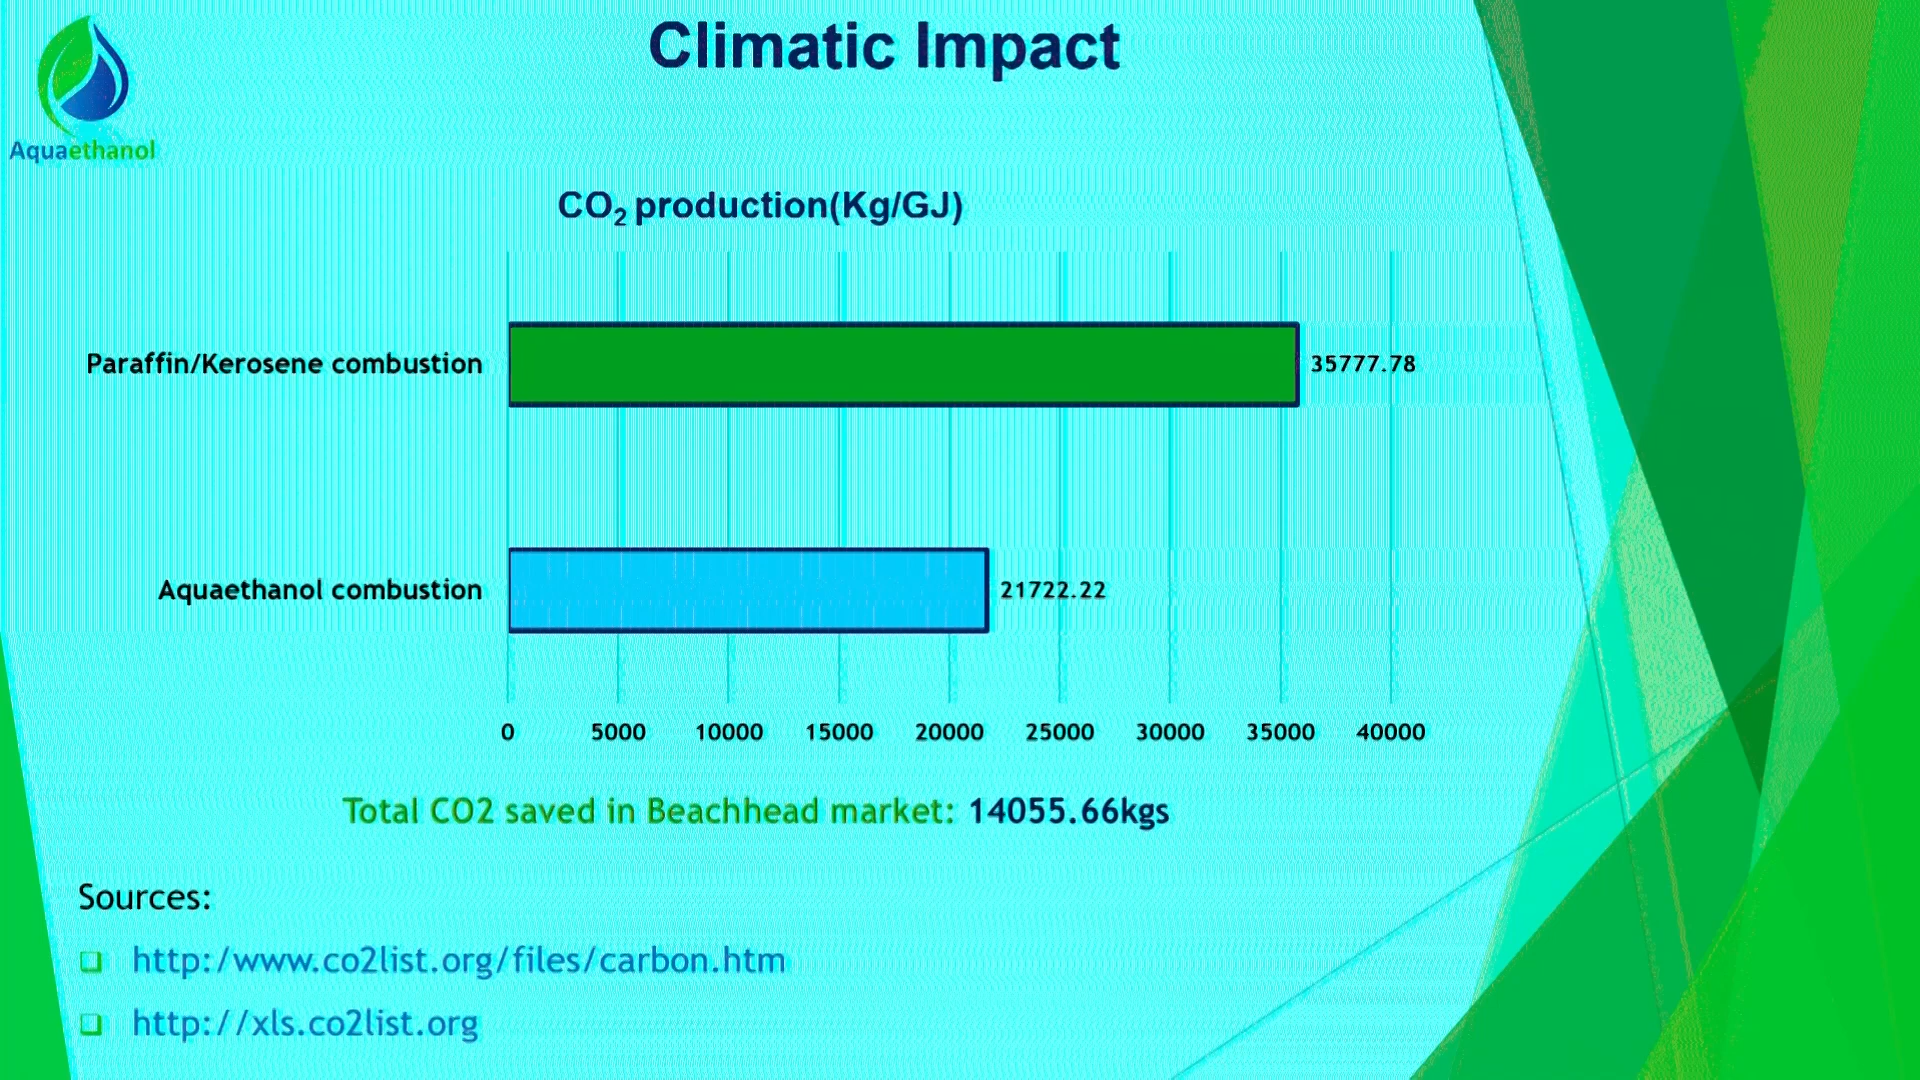 Climatic Impact
Aquaethanol
CO₂ production(Kg/GJ)
Paraffin/Kerosene combustion
35777.78
Aquaethanol combustion
21722.22
0 5000 10000 15000 20000 25000 30000 35000 40000
Total CO2 saved in Beachhead market: 14055.66kgs
Sources:
http:/www.co2list.org/files/carbon.htm
http://xls.co2list.org